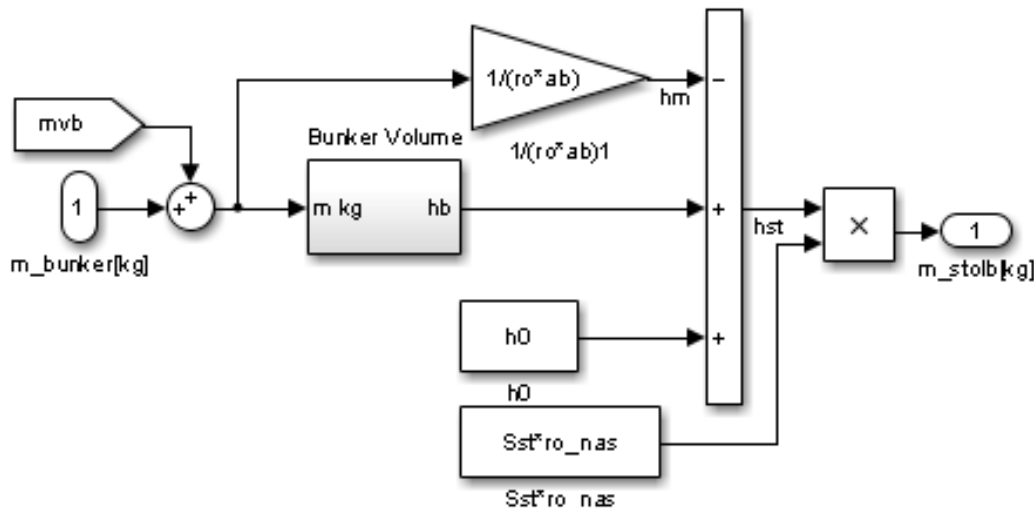 mvb
1
m_bunker[kg]
+
+
Bunker Volume
m kg
hb
1/(ro*ab)
1/(ro*ab)1
hm
−
+
+
hst
h0
h0
Sst*ro_nas
Sst*ro_nas
×
1
m_stolb[kg]